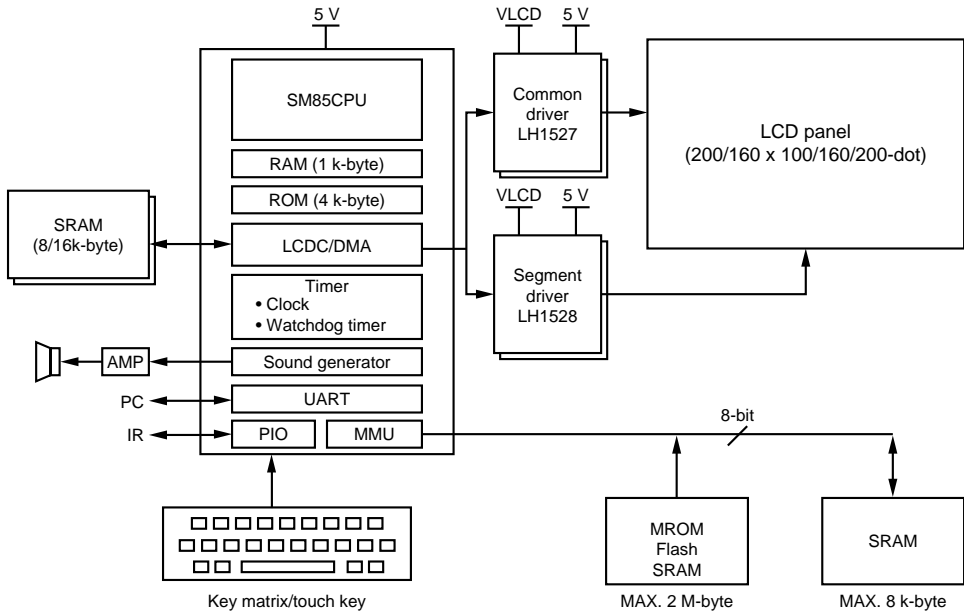 5 V
VLCD
5 V
SM85CPU
RAM (1 k-byte)
ROM (4 k-byte)
LCDC/DMA
Timer
• Clock
• Watchdog timer
Sound generator
UART
PIO
MMU
SRAM
(8/16k-byte)
AMP
PC
IR
Common
driver
LH1527
VLCD
5 V
Segment
driver
LH1528
LCD panel
(200/160 x 100/160/200-dot)
8-bit
MROM
Flash
SRAM
SRAM
Key matrix/touch key
MAX. 2 M-byte
MAX. 8 k-byte